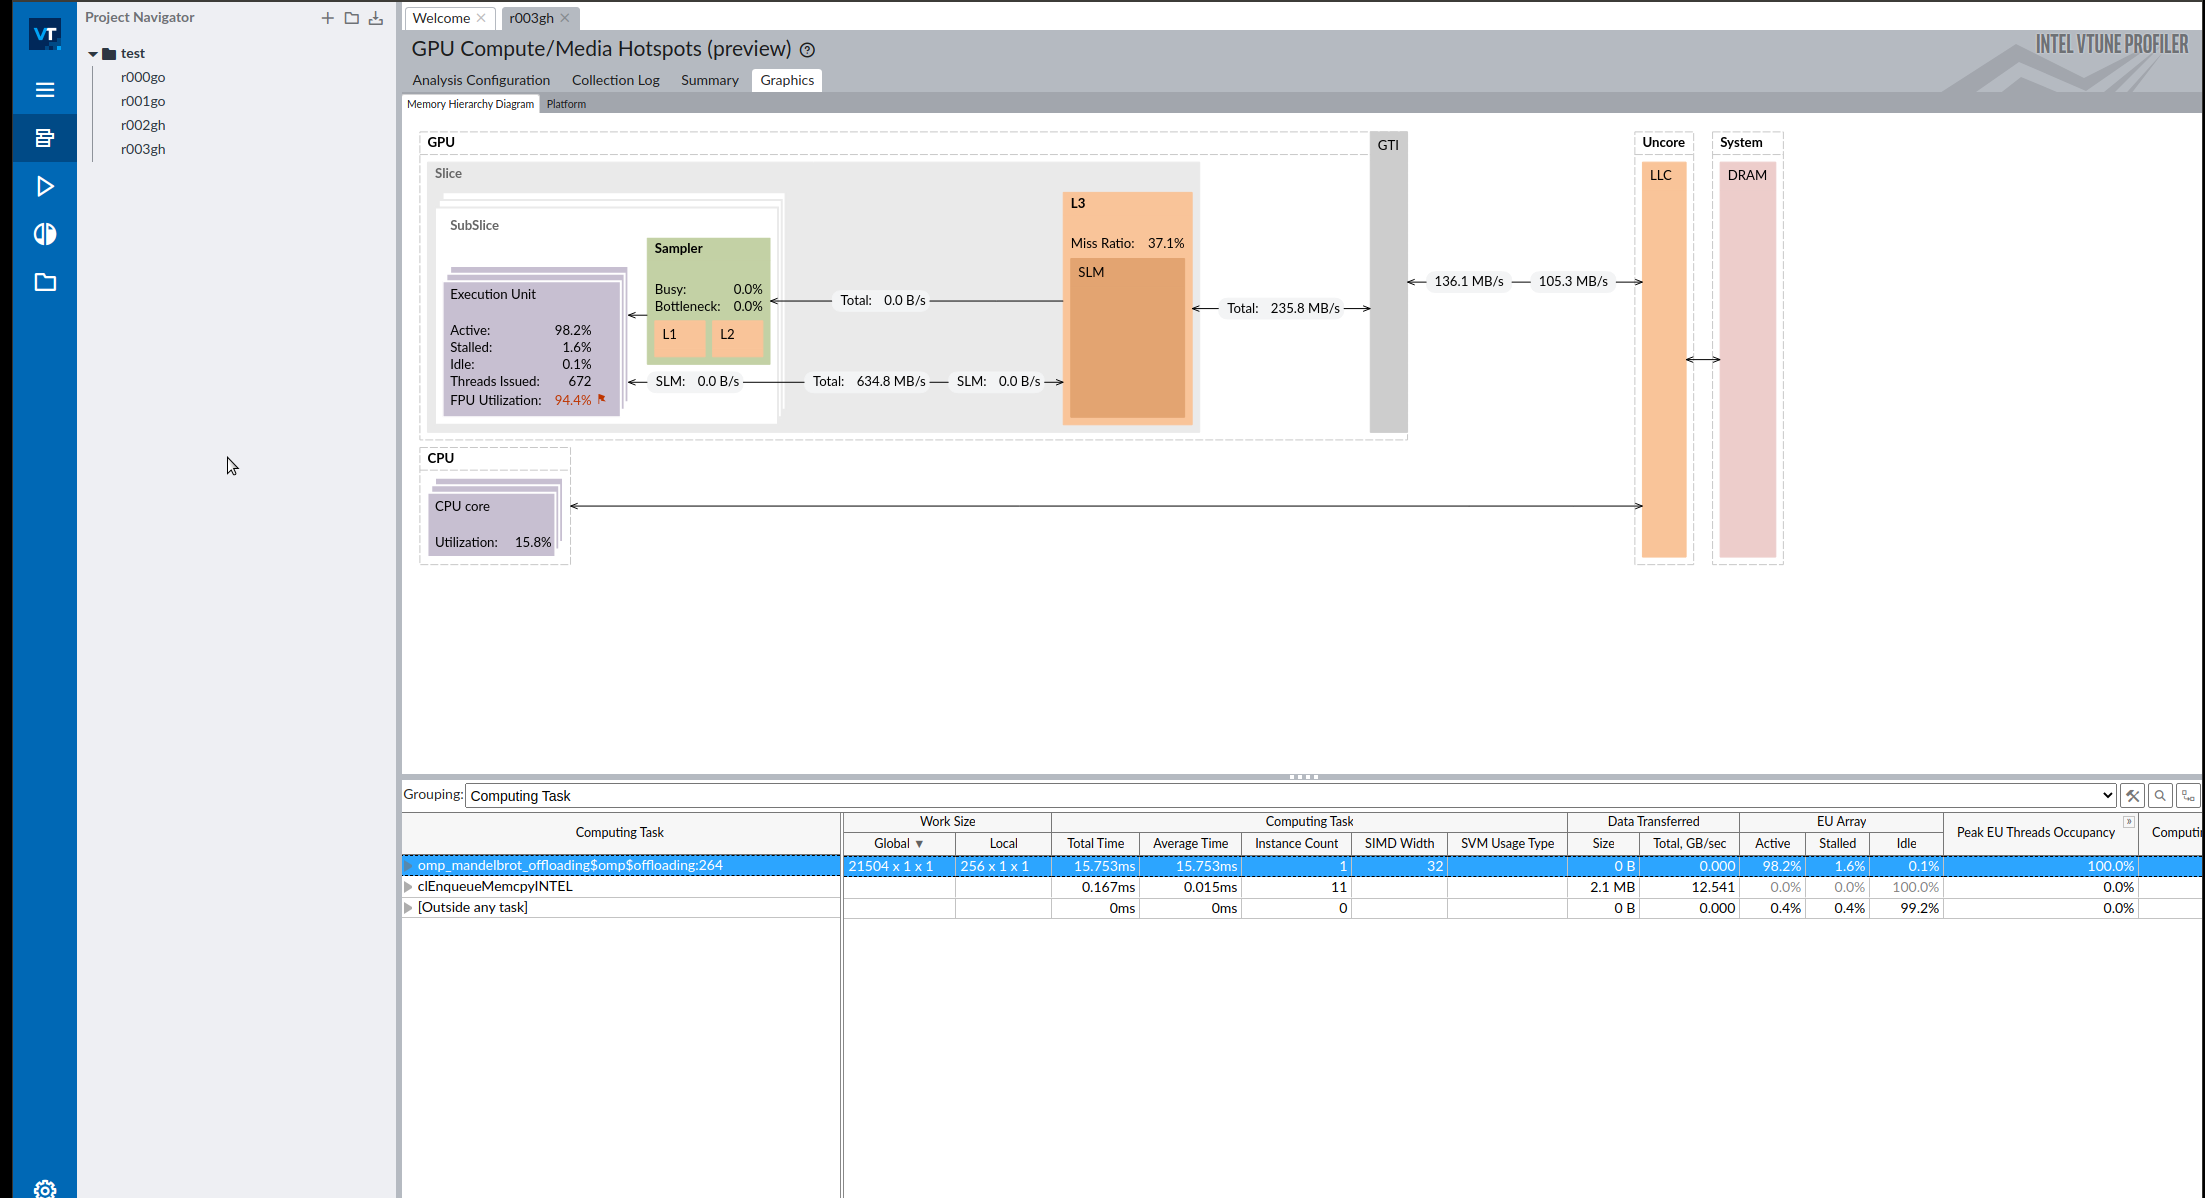 VT
Project Navigator
test
r000go
r001go
r002gh
r003gh
Welcome
r003gh
GPU Compute/Media Hotspots (preview)
INTEL VTUNE PROFILER
Analysis Configuration Collection Log Summary Graphics
Memory Hierarchy Diagram Platform
GPU
GTI
Slice
SubSlice
Execution Unit
Active: 98.2%
Stalled: 1.6%
Idle: 0.1%
Threads Issued: 672
FPU Utilization: 94.4%
Sampler
Busy: 0.0%
Bottleneck: 0.0%
L1 L2
Total: 0.0 B/s
SLM: 0.0 B/s
Total: 634.8 MB/s
SLM: 0.0 B/s
L3
Miss Ratio: 37.1%
SLM
Total: 235.8 MB/s
136.1 MB/s 105.3 MB/s
Uncore
LLC
System
DRAM
CPU
CPU core
Utilization: 15.8%
Grouping: Computing Task
Computing Task Work Size Computing Task Data Transferred EU Array Peak EU Threads Occupancy Computi
Global ▼ Local Total Time Average Time Instance Count SIMD Width SVM Usage Type Size Total, GB/sec Active Stalled Idle
omp_mandelbrot_offloading$omp$offloading:264 21504 x 1 x 1 256 x 1 x 1 15.753ms 15.753ms 1 32 0 B 0.000 98.2% 1.6% 0.1% 100.0%
clEnqueueMemcpyINTEL 0.167ms 0.015ms 11 2.1 MB 12.541 0.0% 0.0% 100.0% 0.0%
[Outside any task] 0ms 0ms 0 0 B 0.000 0.4% 0.4% 99.2% 0.0%